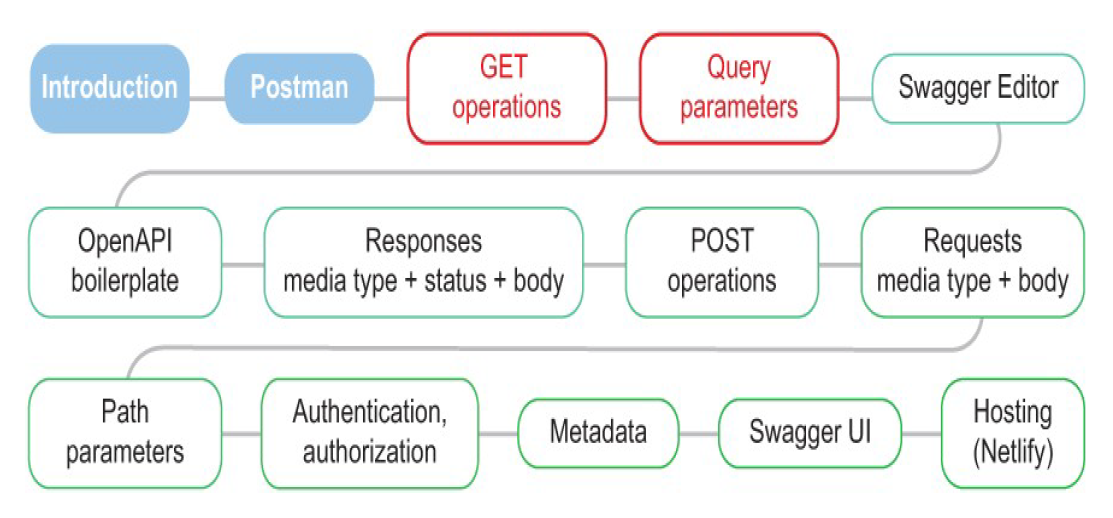 Introduction
Postman
GET
operations
Query
parameters
Swagger Editor
OpenAPI
boilerplate
Responses
media type + status + body
POST
operations
Requests
media type + body
Path
parameters
Authentication,
authorization
Metadata
Swagger UI
Hosting
(Netlify)